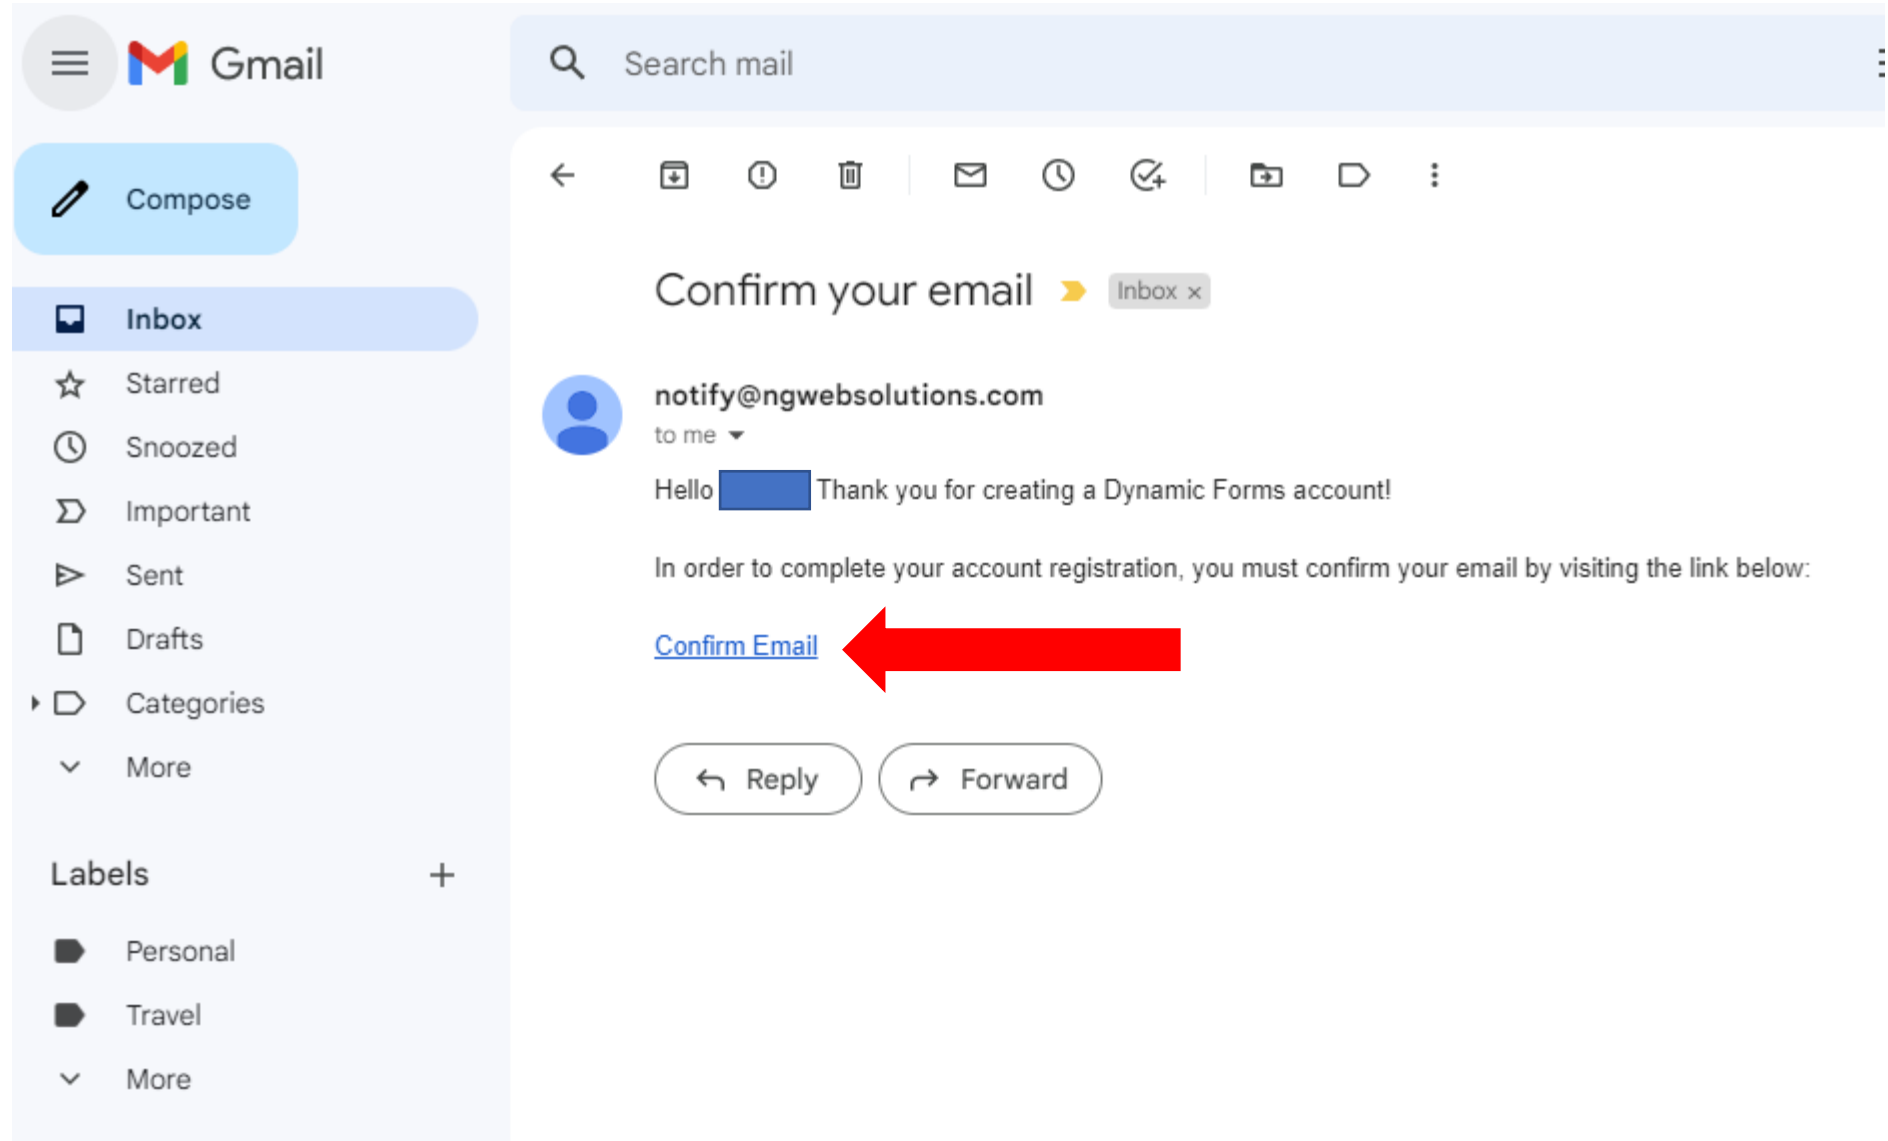 Gmail
Search mail
Compose
Inbox
Starred
Snoozed
Important
Sent
Drafts
Categories
More
Labels
Personal
Travel
More
Confirm your email
Inbox x
notify@ngwebsolutions.com
to me
Hello Thank you for creating a Dynamic Forms account!
In order to complete your account registration, you must confirm your email by visiting the link below:
Confirm Email
Reply
Forward